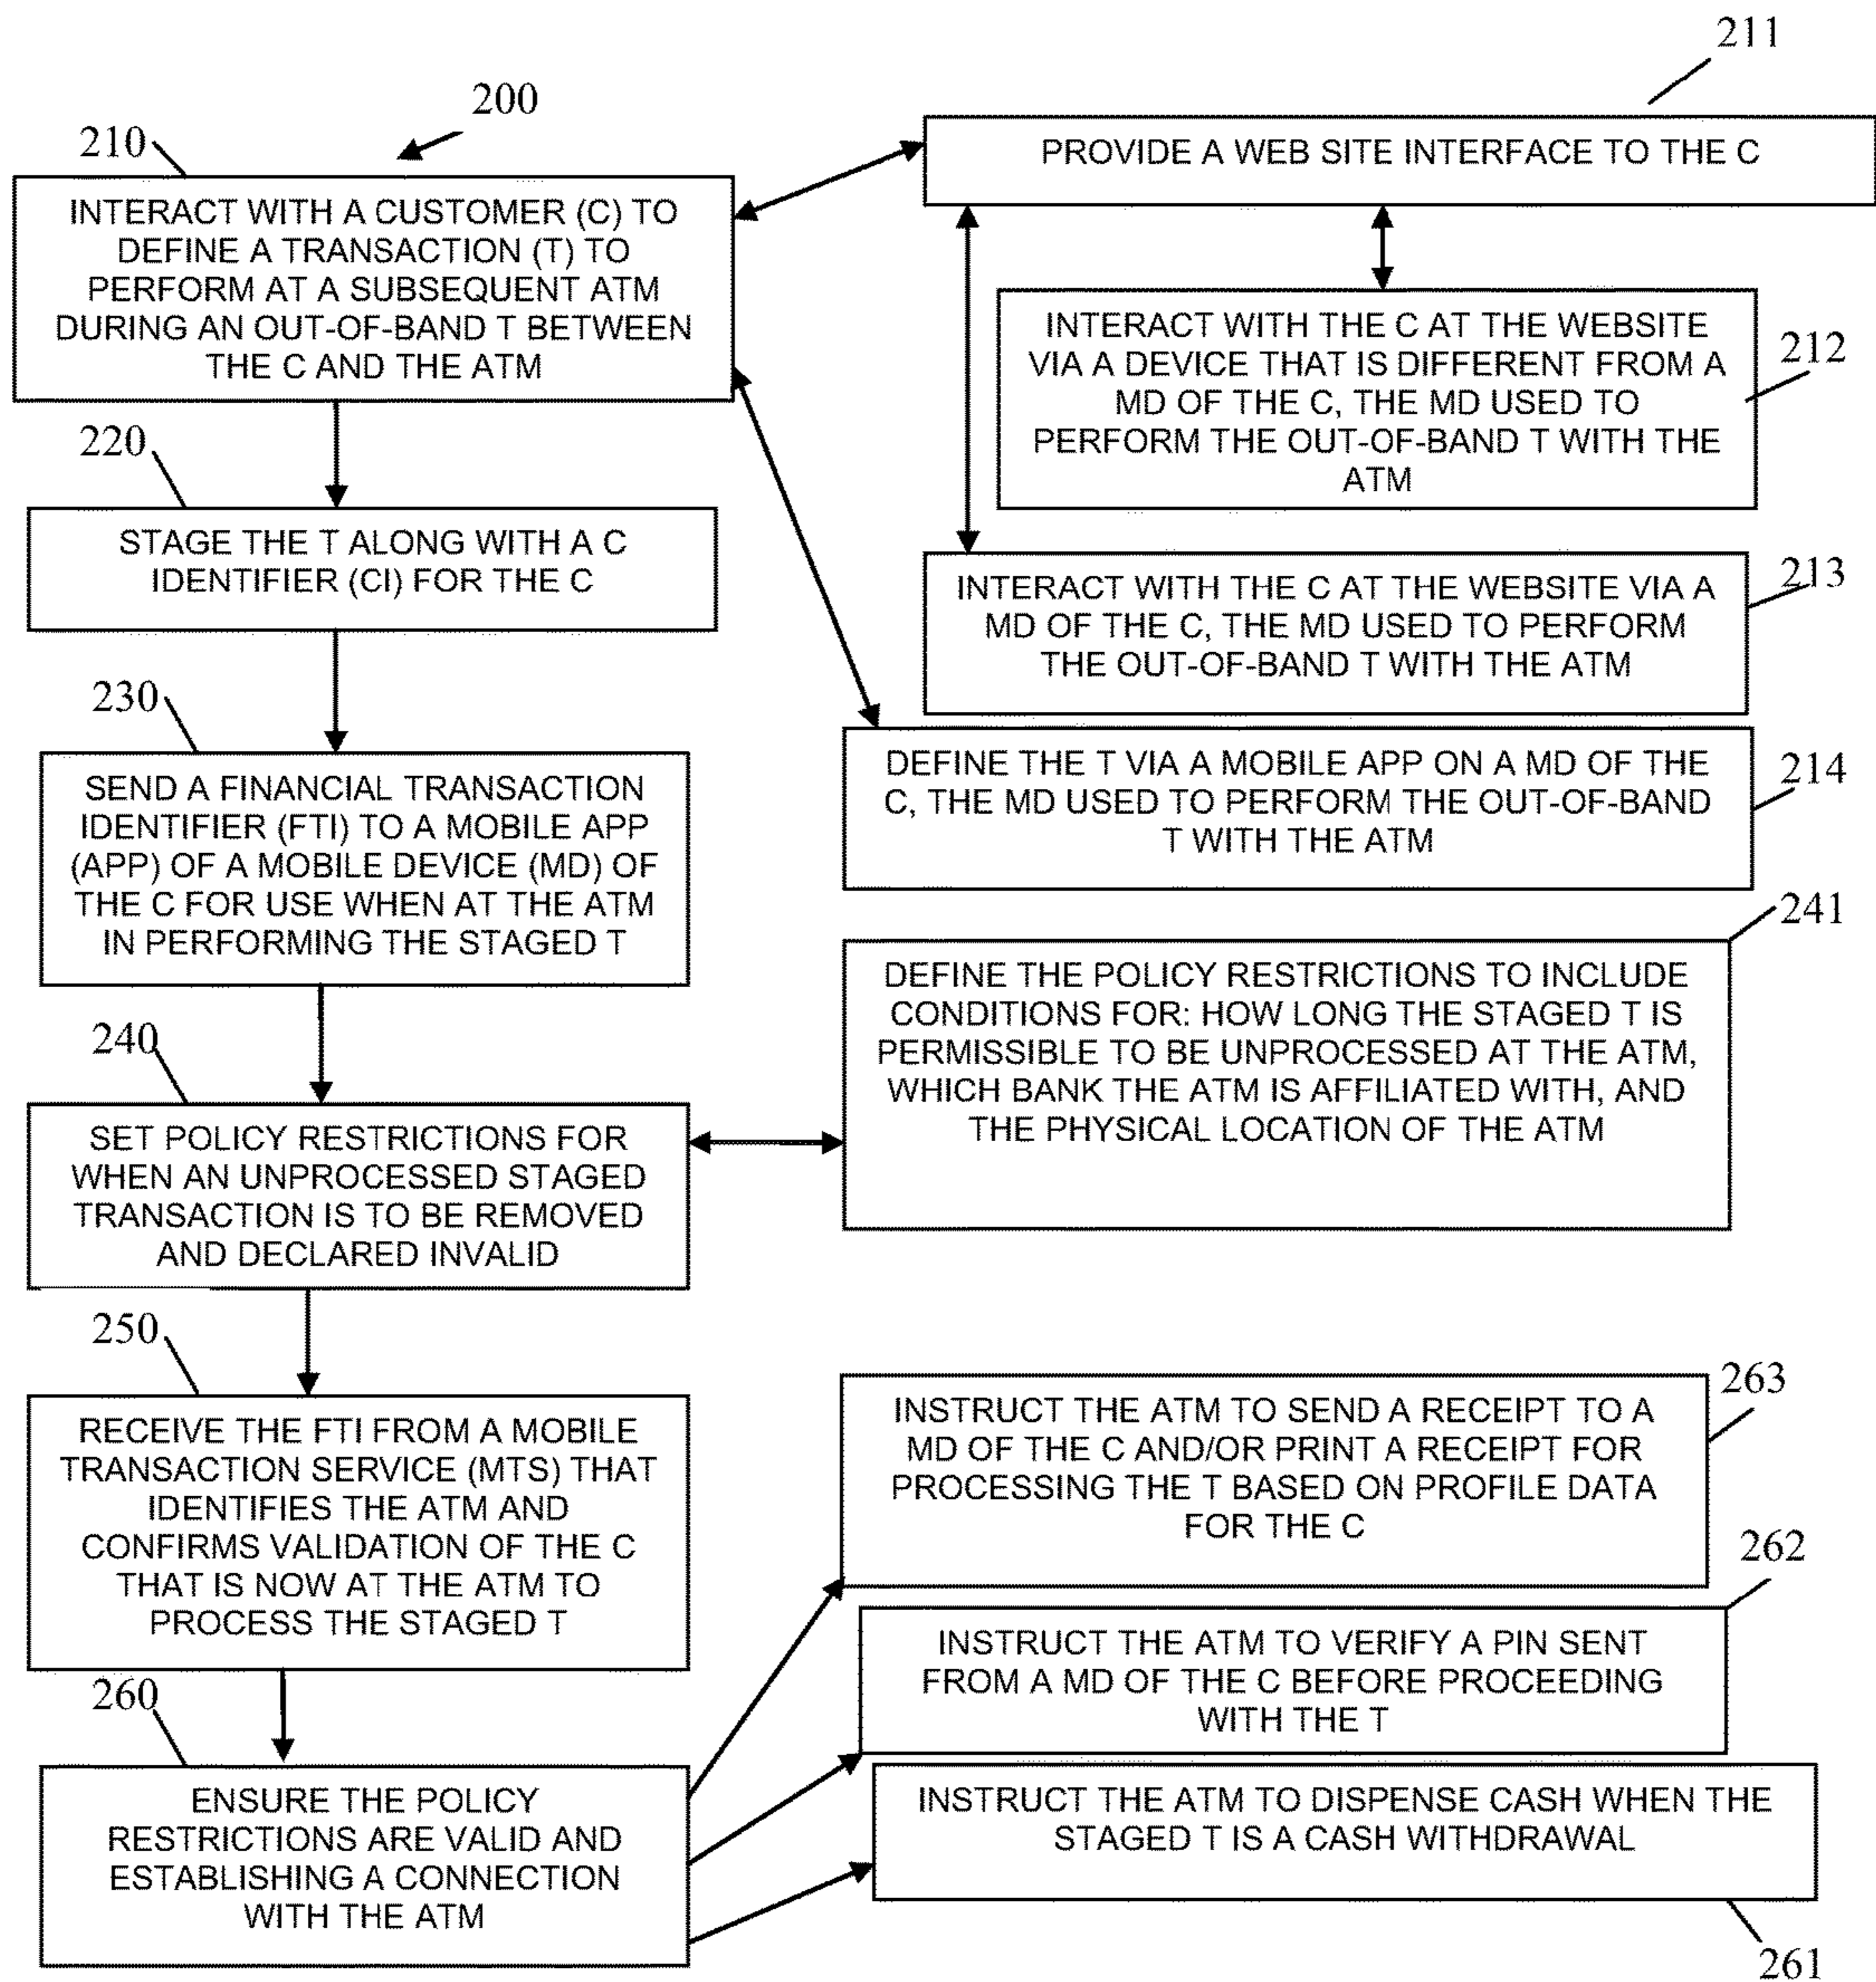 200
210
INTERACT WITH A CUSTOMER (C) TO
DEFINE A TRANSACTION (T) TO
PERFORM AT A SUBSEQUENT ATM
DURING AN OUT-OF-BAND T BETWEEN
THE C AND THE ATM
211
PROVIDE A WEB SITE INTERFACE TO THE C
212
INTERACT WITH THE C AT THE WEBSITE
VIA A DEVICE THAT IS DIFFERENT FROM A
MD OF THE C, THE MD USED TO
PERFORM THE OUT-OF-BAND T WITH THE
ATM
213
INTERACT WITH THE C AT THE WEBSITE VIA A
MD OF THE C, THE MD USED TO PERFORM
THE OUT-OF-BAND T WITH THE ATM
214
DEFINE THE T VIA A MOBILE APP ON A MD OF THE
C, THE MD USED TO PERFORM THE OUT-OF-BAND
T WITH THE ATM
220
STAGE THE T ALONG WITH A C
IDENTIFIER (CI) FOR THE C
230
SEND A FINANCIAL TRANSACTION
IDENTIFIER (FTI) TO A MOBILE APP
(APP) OF A MOBILE DEVICE (MD) OF
THE C FOR USE WHEN AT THE ATM
IN PERFORMING THE STAGED T
240
SET POLICY RESTRICTIONS FOR
WHEN AN UNPROCESSED STAGED
TRANSACTION IS TO BE REMOVED
AND DECLARED INVALID
241
DEFINE THE POLICY RESTRICTIONS TO INCLUDE
CONDITIONS FOR: HOW LONG THE STAGED T IS
PERMISSIBLE TO BE UNPROCESSED AT THE ATM,
WHICH BANK THE ATM IS AFFILIATED WITH, AND
THE PHYSICAL LOCATION OF THE ATM
250
RECEIVE THE FTI FROM A MOBILE
TRANSACTION SERVICE (MTS) THAT
IDENTIFIES THE ATM AND
CONFIRMS VALIDATION OF THE C
THAT IS NOW AT THE ATM TO
PROCESS THE STAGED T
260
ENSURE THE POLICY
RESTRICTIONS ARE VALID AND
ESTABLISHING A CONNECTION
WITH THE ATM
263
INSTRUCT THE ATM TO SEND A RECEIPT TO A
MD OF THE C AND/OR PRINT A RECEIPT FOR
PROCESSING THE T BASED ON PROFILE DATA
FOR THE C
262
INSTRUCT THE ATM TO VERIFY A PIN SENT
FROM A MD OF THE C BEFORE PROCEEDING
WITH THE T
INSTRUCT THE ATM TO DISPENSE CASH WHEN THE
STAGED T IS A CASH WITHDRAWAL
261